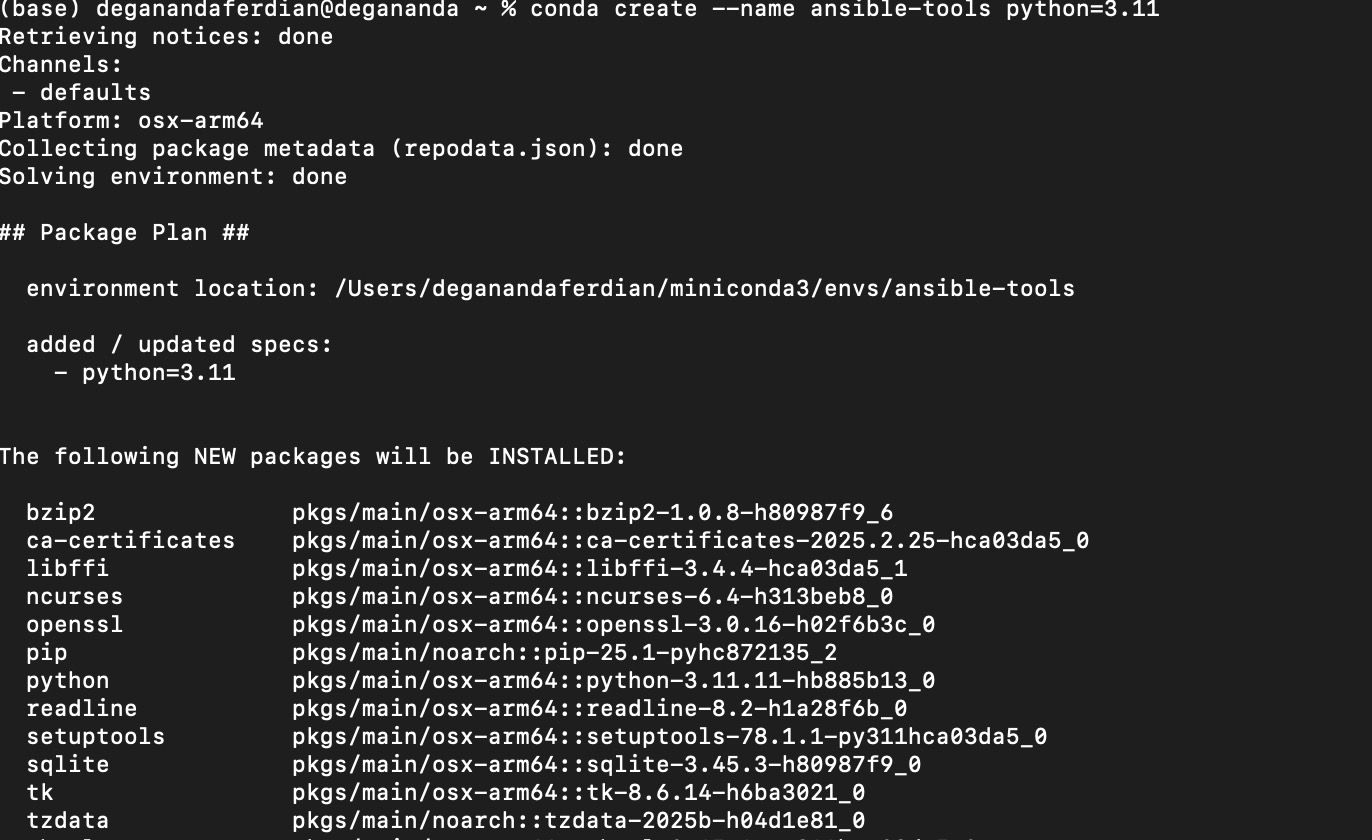 (base) deganandaferdian@degananda ~ % conda create --name ansible-tools python=3.11
Retrieving notices: done
Channels:
 - defaults
Platform: osx-arm64
Collecting package metadata (repodata.json): done
Solving environment: done

## Package Plan ##

  environment location: /Users/deganandaferdian/miniconda3/envs/ansible-tools

  added / updated specs:
    - python=3.11


The following NEW packages will be INSTALLED:

  bzip2              pkgs/main/osx-arm64::bzip2-1.0.8-h80987f9_6
  ca-certificates    pkgs/main/osx-arm64::ca-certificates-2025.2.25-hca03da5_0
  libffi             pkgs/main/osx-arm64::libffi-3.4.4-hca03da5_1
  ncurses            pkgs/main/osx-arm64::ncurses-6.4-h313beb8_0
  openssl            pkgs/main/osx-arm64::openssl-3.0.16-h02f6b3c_0
  pip                pkgs/main/noarch::pip-25.1-pyhc872135_2
  python             pkgs/main/osx-arm64::python-3.11.11-hb885b13_0
  readline           pkgs/main/osx-arm64::readline-8.2-h1a28f6b_0
  setuptools         pkgs/main/osx-arm64::setuptools-78.1.1-py311hca03da5_0
  sqlite             pkgs/main/osx-arm64::sqlite-3.45.3-h80987f9_0
  tk                 pkgs/main/osx-arm64::tk-8.6.14-h6ba3021_0
  tzdata             pkgs/main/noarch::tzdata-2025b-h04d1e81_0